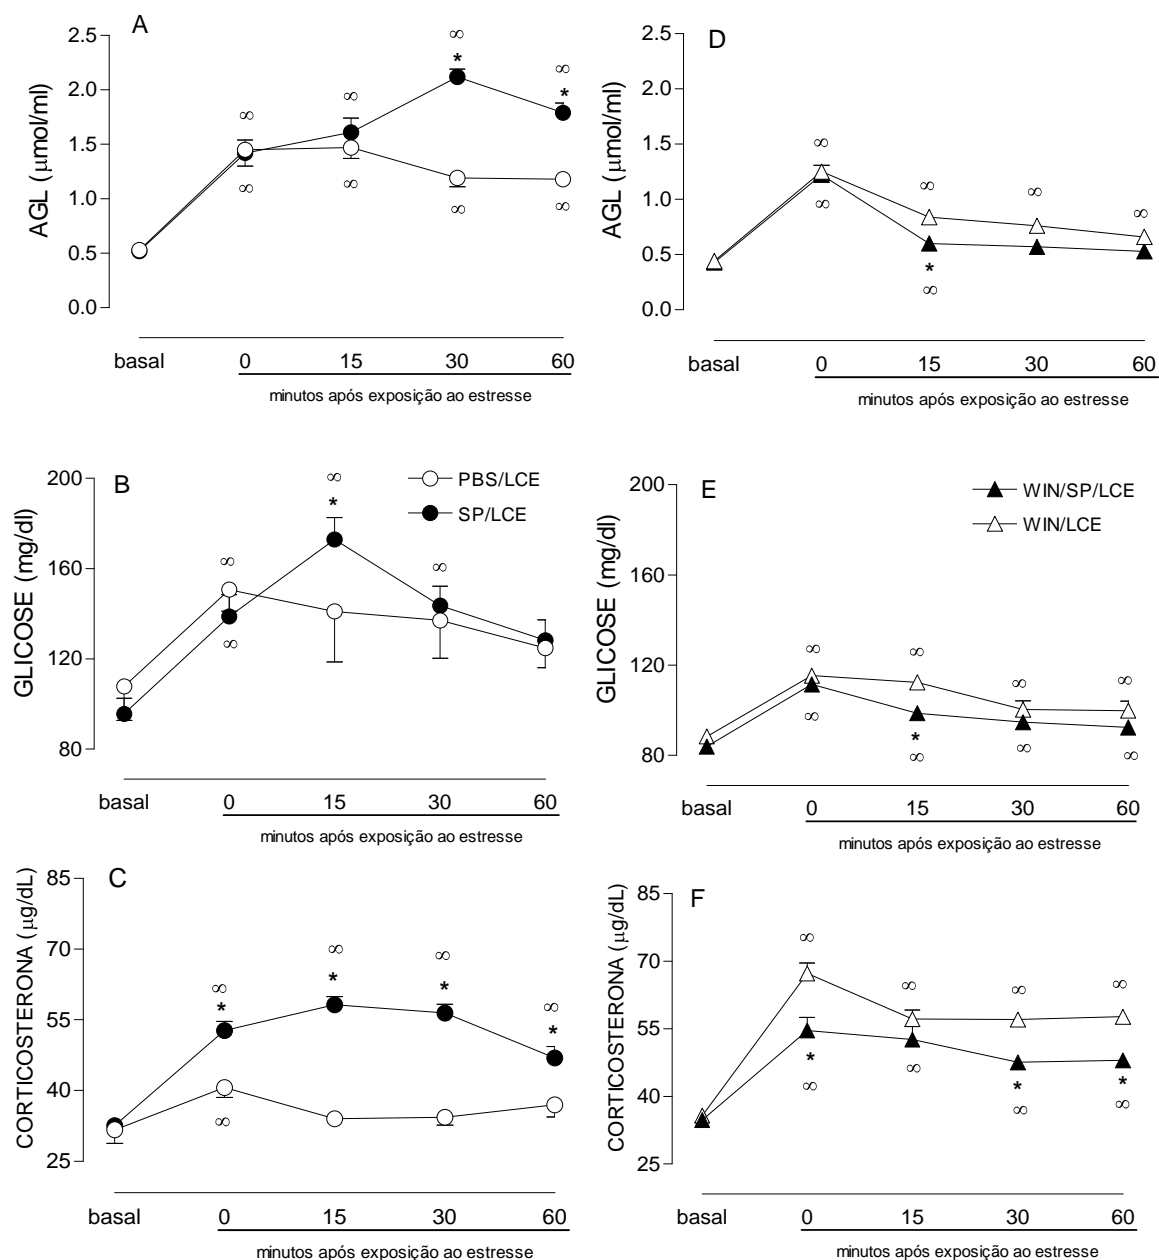 A
AGL (µmol/ml)
2.5
2.0
1.5
1.0
0.5
0.0
∞
∞
*
∞
∞
*
∞
∞
∞
∞
basal 0 15 30 60
minutos após exposição ao estresse
D
AGL (µmol/ml)
2.5
2.0
1.5
1.0
0.5
0.0
∞
∞
∞
∞
∞
*
∞
basal 0 15 30 60
minutos após exposição ao estresse
B
GLICOSE (mg/dl)
200
160
120
80
PBS/LCE
SP/LCE
∞
∞
*
∞
∞
basal 0 15 30 60
minutos após exposição ao estresse
E
GLICOSE (mg/dl)
200
160
120
80
WIN/SP/LCE
WIN/LCE
∞
∞
∞
∞
∞
*
∞
∞
∞
basal 0 15 30 60
minutos após exposição ao estresse
C
CORTICOSTERONA (µg/dL)
85
70
55
40
25
∞
*
∞
*
∞
*
∞
*
∞
basal 0 15 30 60
minutos após exposição ao estresse
F
CORTICOSTERONA (µg/dL)
85
70
55
40
25
∞
∞
∞
∞
*
∞
∞
*
∞
*
∞
basal 0 15 30 60
minutos após exposição ao estresse